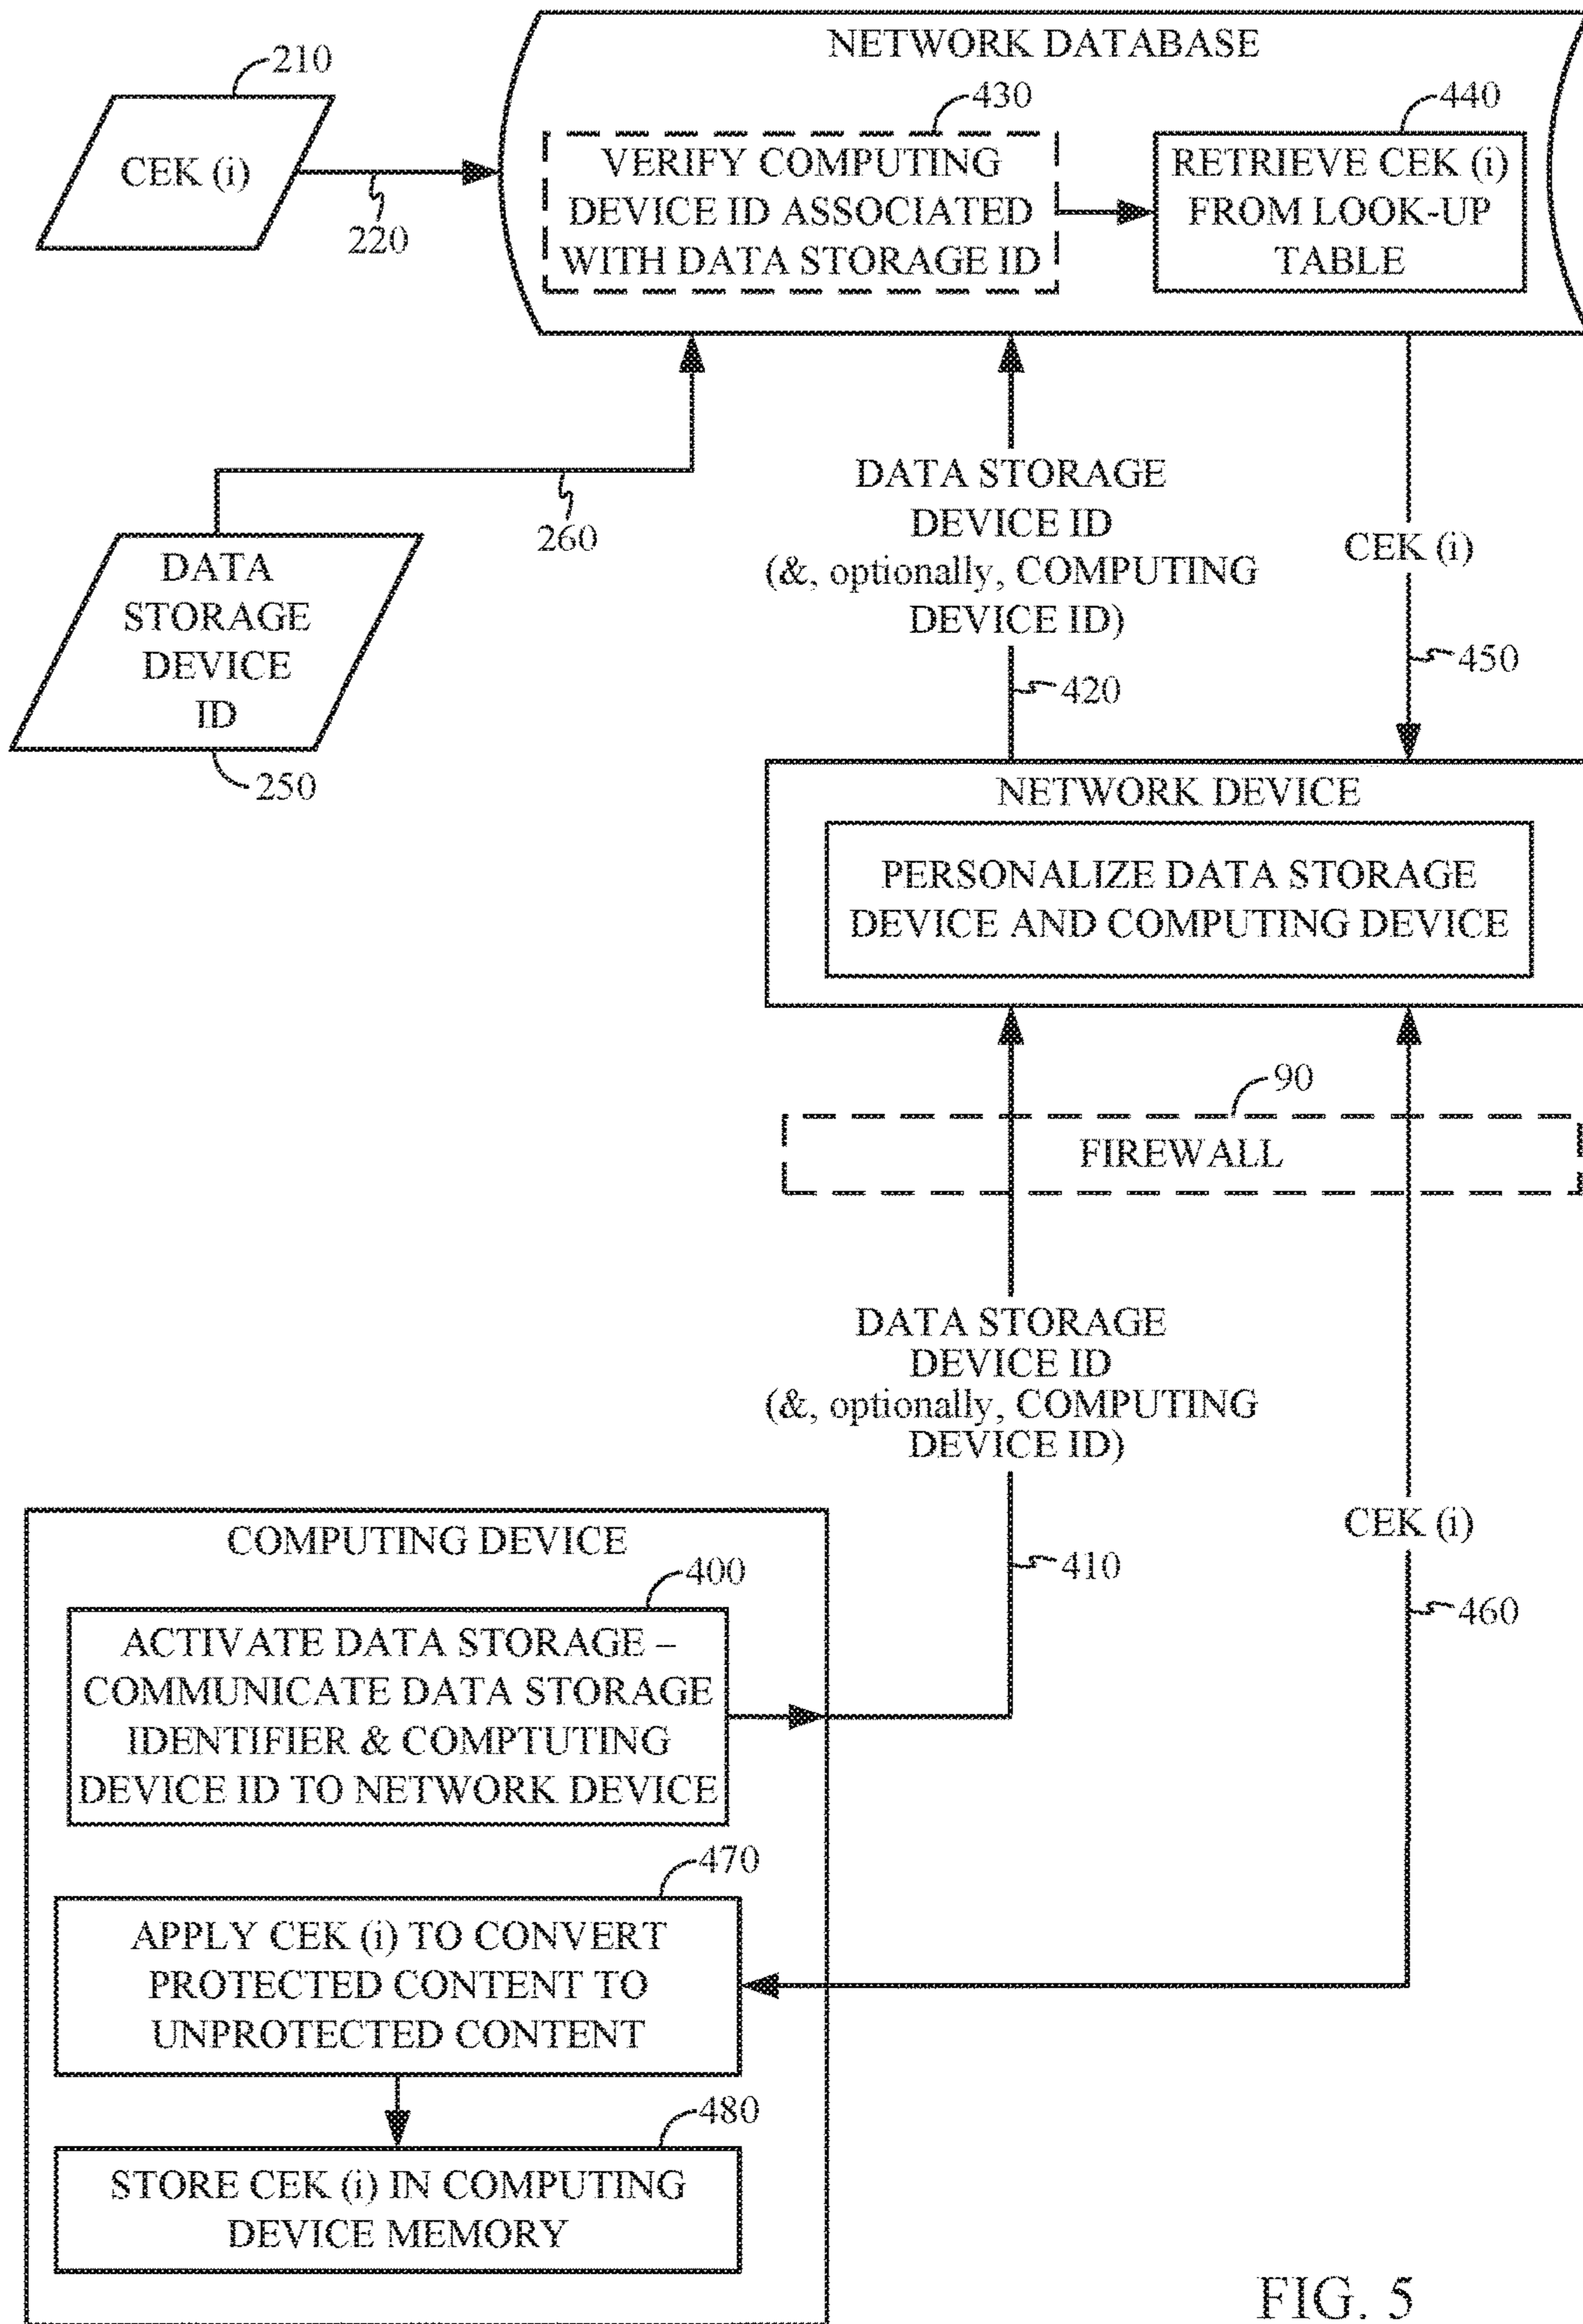 NETWORK DATABASE
210
430
440
CEK (i)
VERIFY COMPUTING
DEVICE ID ASSOCIATED
WITH DATA STORAGE ID
RETRIEVE CEK (i)
FROM LOOK-UP
TABLE
220
DATA STORAGE
DEVICE ID
(&, optionally, COMPUTING
DEVICE ID)
260
CEK (i)
DATA
STORAGE
DEVICE
ID
450
420
250
NETWORK DEVICE
PERSONALIZE DATA STORAGE
DEVICE AND COMPUTING DEVICE
90
FIREWALL
DATA STORAGE
DEVICE ID
(&, optionally, COMPUTING
DEVICE ID)
CEK (i)
COMPUTING DEVICE
410
400
460
ACTIVATE DATA STORAGE –
COMMUNICATE DATA STORAGE
IDENTIFIER & COMPTUTING
DEVICE ID TO NETWORK DEVICE
470
APPLY CEK (i) TO CONVERT
PROTECTED CONTENT TO
UNPROTECTED CONTENT
480
STORE CEK (i) IN COMPUTING
DEVICE MEMORY
FIG. 5